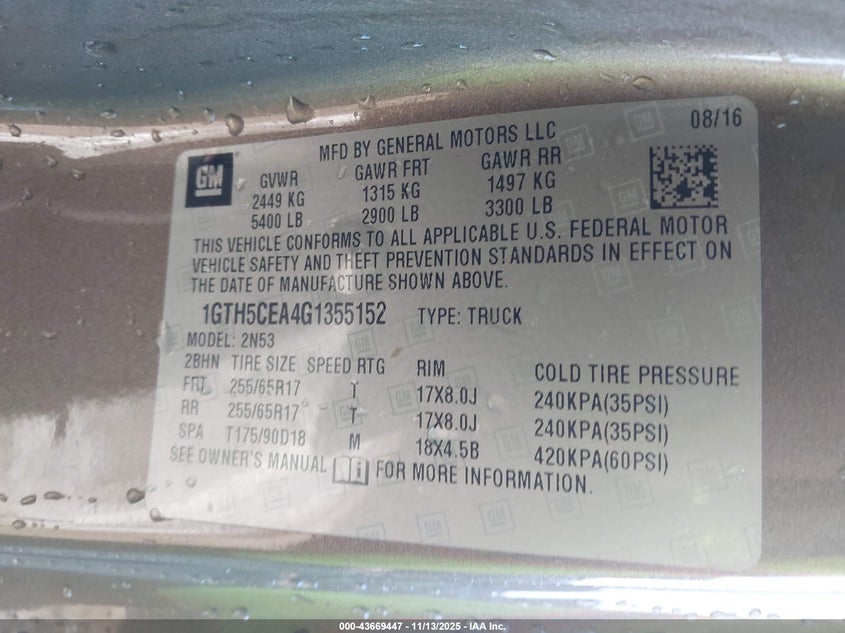 08/16
MFD BY GENERAL MOTORS LLC
GM
GVWR GAWR FRT GAWR RR
2449 KG 1315 KG 1497 KG
5400 LB 2900 LB 3300 LB
THIS VEHICLE CONFORMS TO ALL APPLICABLE U.S. FEDERAL MOTOR
VEHICLE SAFETY AND THEFT PREVENTION STANDARDS IN EFFECT ON
THE DATE OF MANUFACTURE SHOWN ABOVE.
1GTH5CEA4G1355152 TYPE: TRUCK
MODEL: 2N53
2BHN TIRE SIZE SPEED RTG RIM COLD TIRE PRESSURE
FRT 255/65R17 T 17X8.0J 240KPA(35PSI)
RR 255/65R17 T 17X8.0J 240KPA(35PSI)
SPA T175/90D18 M 18X4.5B 420KPA(60PSI)
SEE OWNER'S MANUAL i FOR MORE INFORMATION.
000-43669447 - 11/13/2025 - IAA Inc.